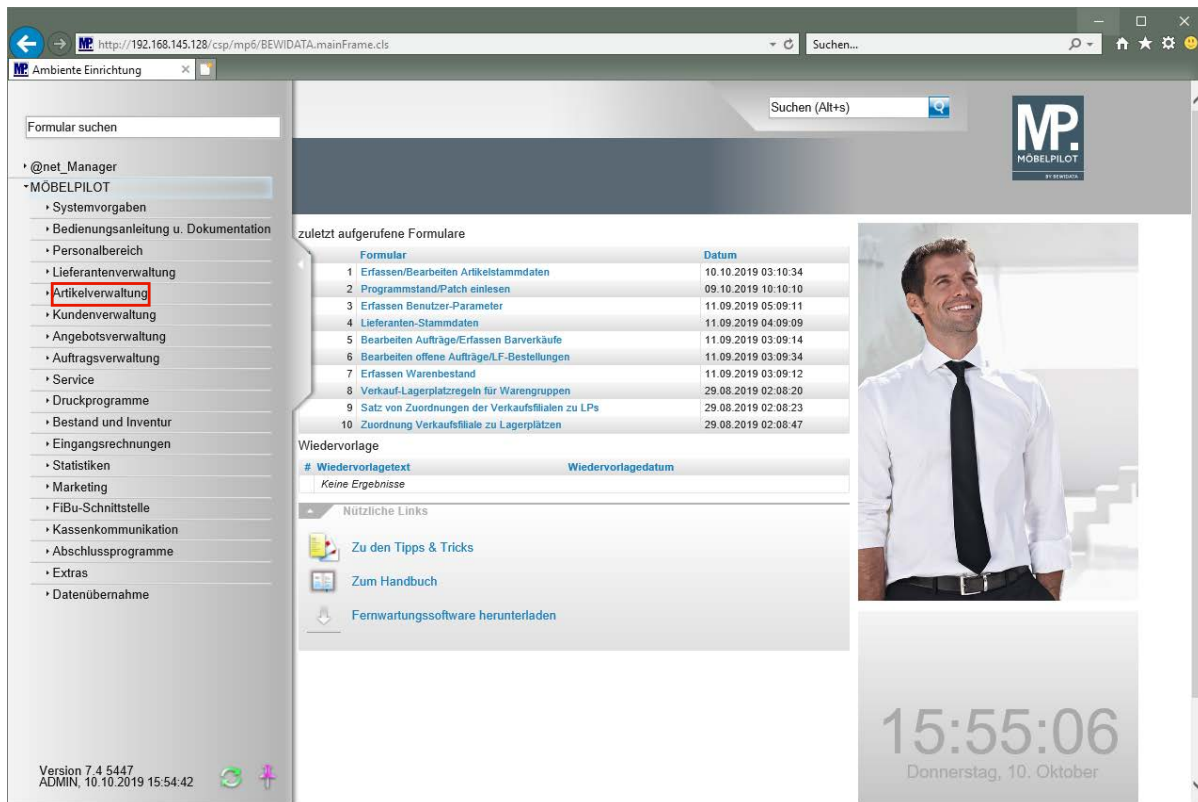 http://192.168.145.128/csp/mp6/BEWIDATA.mainFrame.cls
Suchen...
MP. Ambiente Einrichtung
Formular suchen
Suchen (Alt+s)
MP.
MÖBELPILOT
BY BEWIDATA
@net_Manager
MÖBELPILOT
Systemvorgaben
Bedienungsanleitung u. Dokumentation
Personalbereich
Lieferantenverwaltung
Artikelverwaltung
Kundenverwaltung
Angebotsverwaltung
Auftragsverwaltung
Service
Druckprogramme
Bestand und Inventur
Eingangsrechnungen
Statistiken
Marketing
FiBu-Schnittstelle
Kassenkommunikation
Abschlussprogramme
Extras
Datenübernahme
Version 7.4 5447
ADMIN, 10.10.2019 15:54:42
zuletzt aufgerufene Formulare
Formular Datum
1 Erfassen/Bearbeiten Artikelstammdaten 10.10.2019 03:10:34
2 Programmstand/Patch einlesen 09.10.2019 10:10:10
3 Erfassen Benutzer-Parameter 11.09.2019 05:09:11
4 Lieferanten-Stammdaten 11.09.2019 04:09:09
5 Bearbeiten Aufträge/Erfassen Barverkäufe 11.09.2019 03:09:14
6 Bearbeiten offene Aufträge/LF-Bestellungen 11.09.2019 03:09:34
7 Erfassen Warenbestand 11.09.2019 03:09:12
8 Verkauf-Lagerplatzregeln für Warengruppen 29.08.2019 02:08:20
9 Satz von Zuordnungen der Verkaufsfilialen zu LPs 29.08.2019 02:08:23
10 Zuordnung Verkaufsfiliale zu Lagerplätzen 29.08.2019 02:08:47
Wiedervorlage
# Wiedervorlagetext Wiedervorlagedatum
Keine Ergebnisse
Nützliche Links
Zu den Tipps & Tricks
Zum Handbuch
Fernwartungssoftware herunterladen
15:55:06
Donnerstag, 10. Oktober